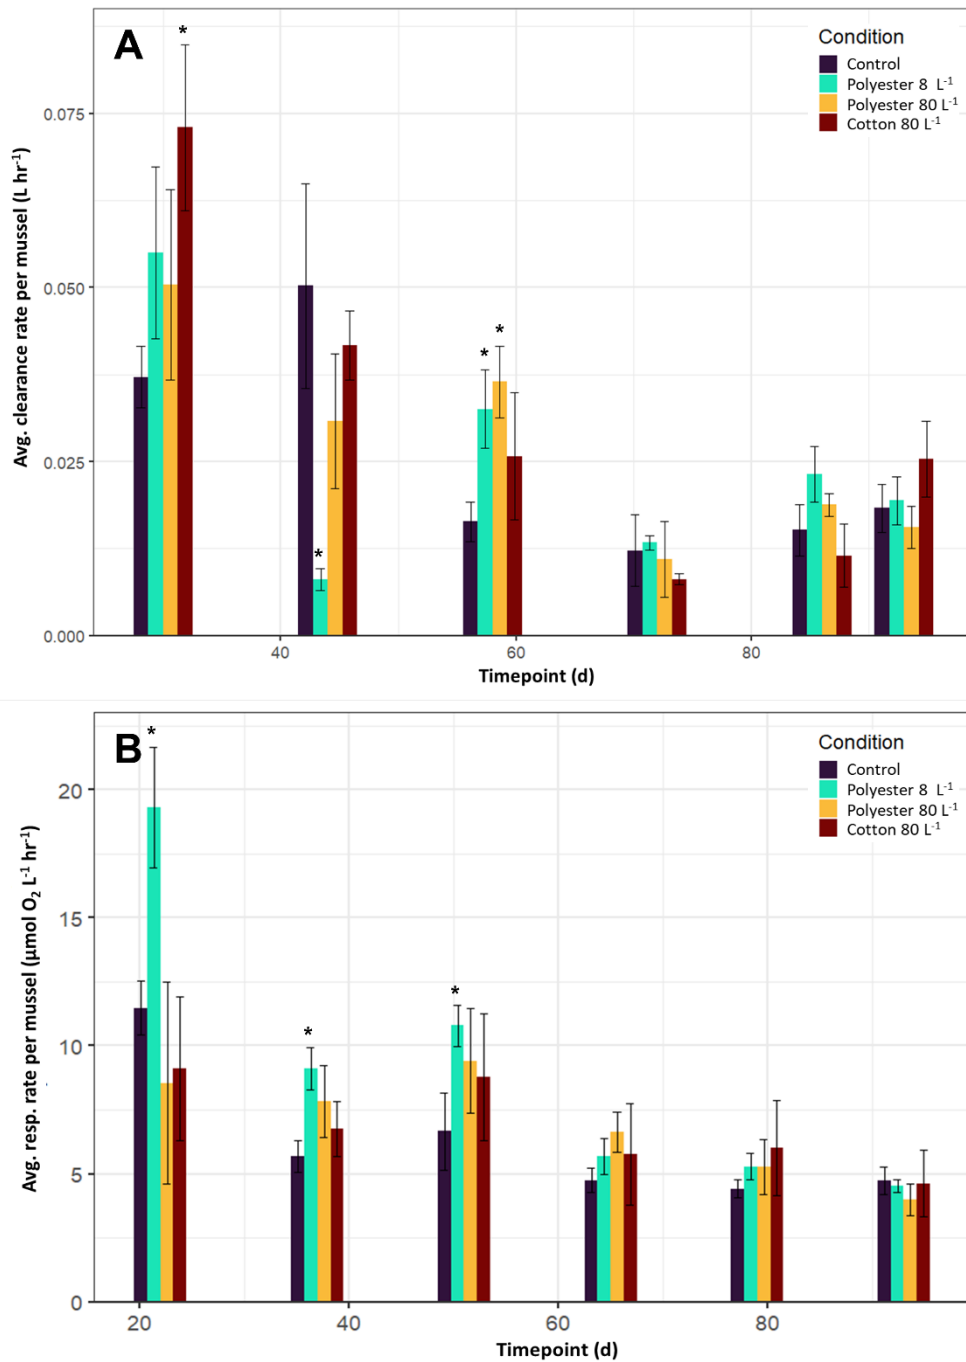 A
*
Condition
Control
Polyester 8 L⁻¹
Polyester 80 L⁻¹
Cotton 80 L⁻¹
0.075
0.050
* *
0.025
*
0.000
40 60 80
Avg. clearance rate per mussel (L hr⁻¹)
Timepoint (d)
B
*
Condition
Control
Polyester 8 L⁻¹
Polyester 80 L⁻¹
Cotton 80 L⁻¹
20
15
10
* *
5
0
20 40 60 80
Avg. resp. rate per mussel (µmol O₂ L⁻¹ hr⁻¹)
Timepoint (d)